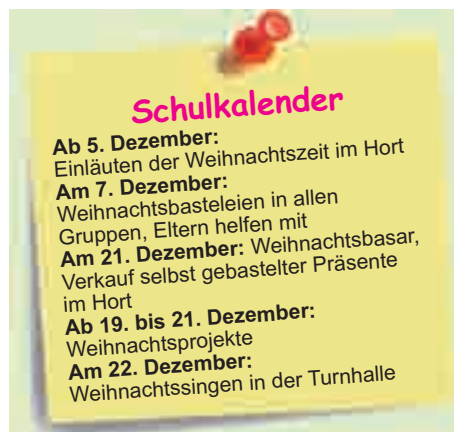 Schulkalender
Ab 5. Dezember:
Einläuten der Weihnachtszeit im Hort
Am 7. Dezember:
Weihnachtsbasteleien in allen
Gruppen, Eltern helfen mit
Am 21. Dezember: Weihnachtsbasar,
Verkauf selbst gebastelter Präsente
im Hort
Ab 19. bis 21. Dezember:
Weihnachtsprojekte
Am 22. Dezember:
Weihnachtssingen in der Turnhalle